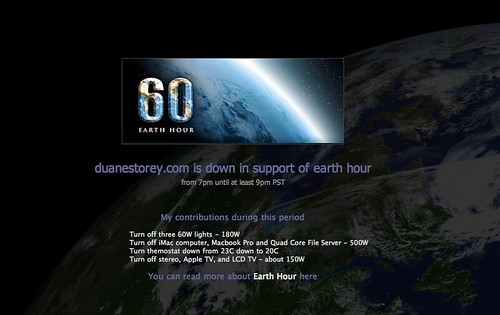 60
EARTH HOUR
duanestorey.com is down in support of earth hour
from 7pm until at least 9pm PST
My contributions during this period
Turn off three 60W lights - 180W
Turn off iMac computer, Macbook Pro and Quad Core File Server - 500W
Turn themostat down from 23C down to 20C
Turn off stereo, Apple TV, and LCD TV - about 150W
You can read more about Earth Hour here